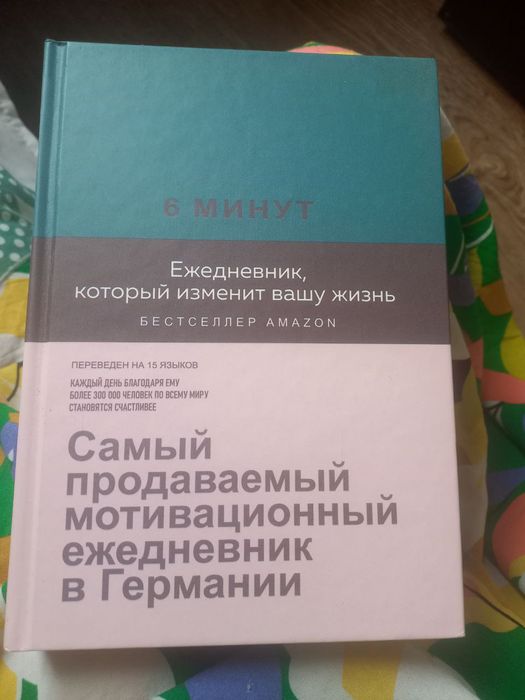 6 МИНУТ
Ежедневник,
который изменит вашу жизнь
БЕСТСЕЛЛЕР AMAZON
ПЕРЕВЕДЕН НА 15 ЯЗЫКОВ
КАЖДЫЙ ДЕНЬ БЛАГОДАРЯ ЕМУ
БОЛЕЕ 300 000 ЧЕЛОВЕК ПО ВСЕМУ МИРУ
СТАНОВЯТСЯ СЧАСТЛИВЕЕ
Самый
продаваемый
мотивационный
ежедневник
в Германии